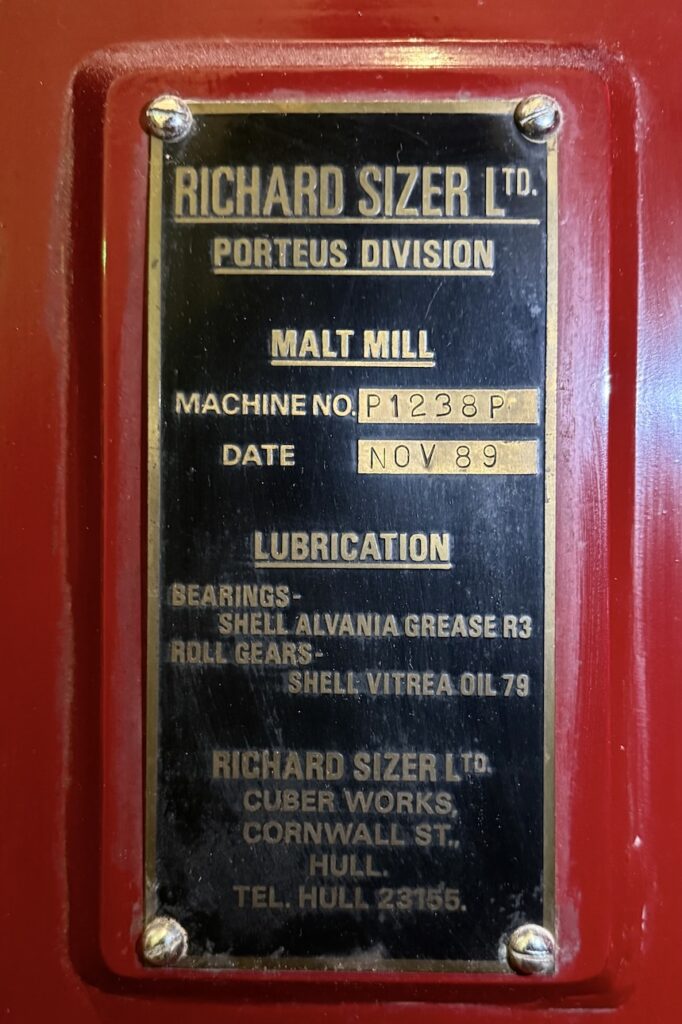 RICHARD SIZER LTD.
PORTEUS DIVISION
MALT MILL
MACHINE NO. P1238P
DATE NOV 89
LUBRICATION
BEARINGS-
SHELL ALVANIA GREASE R3
ROLL GEARS-
SHELL VITREA OIL 79
RICHARD SIZER LTD.
CUBER WORKS,
CORNWALL ST.,
HULL.
TEL. HULL 23155.